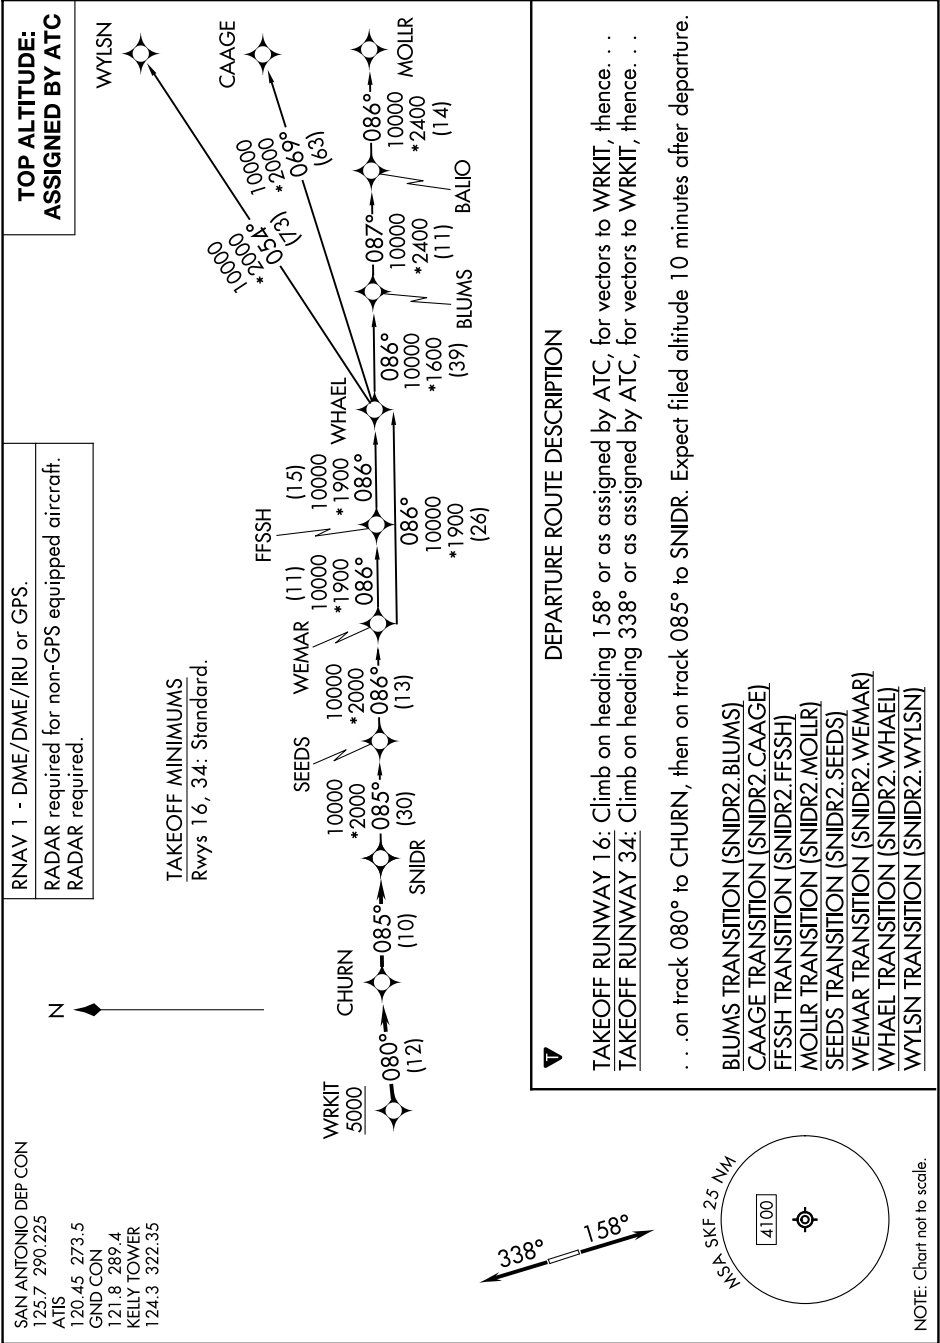 SAN ANTONIO DEP CON
125.7 290.225
ATIS
120.45 273.5
GND CON
121.8 289.4
KELLY TOWER
124.3 322.35
RNAV 1 - DME/DME/IRU or GPS.
RADAR required for non-GPS equipped aircraft.
RADAR required.
TOP ALTITUDE:
ASSIGNED BY ATC
N
TAKEOFF MINIMUMS
Rwys 16, 34: Standard.
WRKIT
5000
080°
(12)
CHURN
085°
(10)
SNIDR
10000
*2000
085°
(30)
SEEDS
10000
*2000
086°
(13)
WEMAR
(11)
10000
*1900
086°
FFSSH
(15)
10000
*1900
086°
086°
10000
*1900
(26)
WHAEL
10000
*2000
054°
(73)
WYLSN
10000
*2000
069°
(63)
CAAGE
086°
10000
*1600
(39)
BLUMS
087°
10000
*2400
(11)
BALIO
086°
10000
*2400
(14)
MOLLR
338°
158°
MSA SKF 25 NM
4100
NOTE: Chart not to scale.
T
DEPARTURE ROUTE DESCRIPTION
TAKEOFF RUNWAY 16: Climb on heading 158° or as assigned by ATC, for vectors to WRKIT, thence. . .
TAKEOFF RUNWAY 34: Climb on heading 338° or as assigned by ATC, for vectors to WRKIT, thence. . .
. . .on track 080° to CHURN, then on track 085° to SNIDR. Expect filed altitude 10 minutes after departure.
BLUMS TRANSITION (SNIDR2.BLUMS)
CAAGE TRANSITION (SNIDR2.CAAGE)
FFSSH TRANSITION (SNIDR2.FFSSH)
MOLLR TRANSITION (SNIDR2.MOLLR)
SEEDS TRANSITION (SNIDR2.SEEDS)
WEMAR TRANSITION (SNIDR2.WEMAR)
WHAEL TRANSITION (SNIDR2.WHAEL)
WYLSN TRANSITION (SNIDR2.WYLSN)